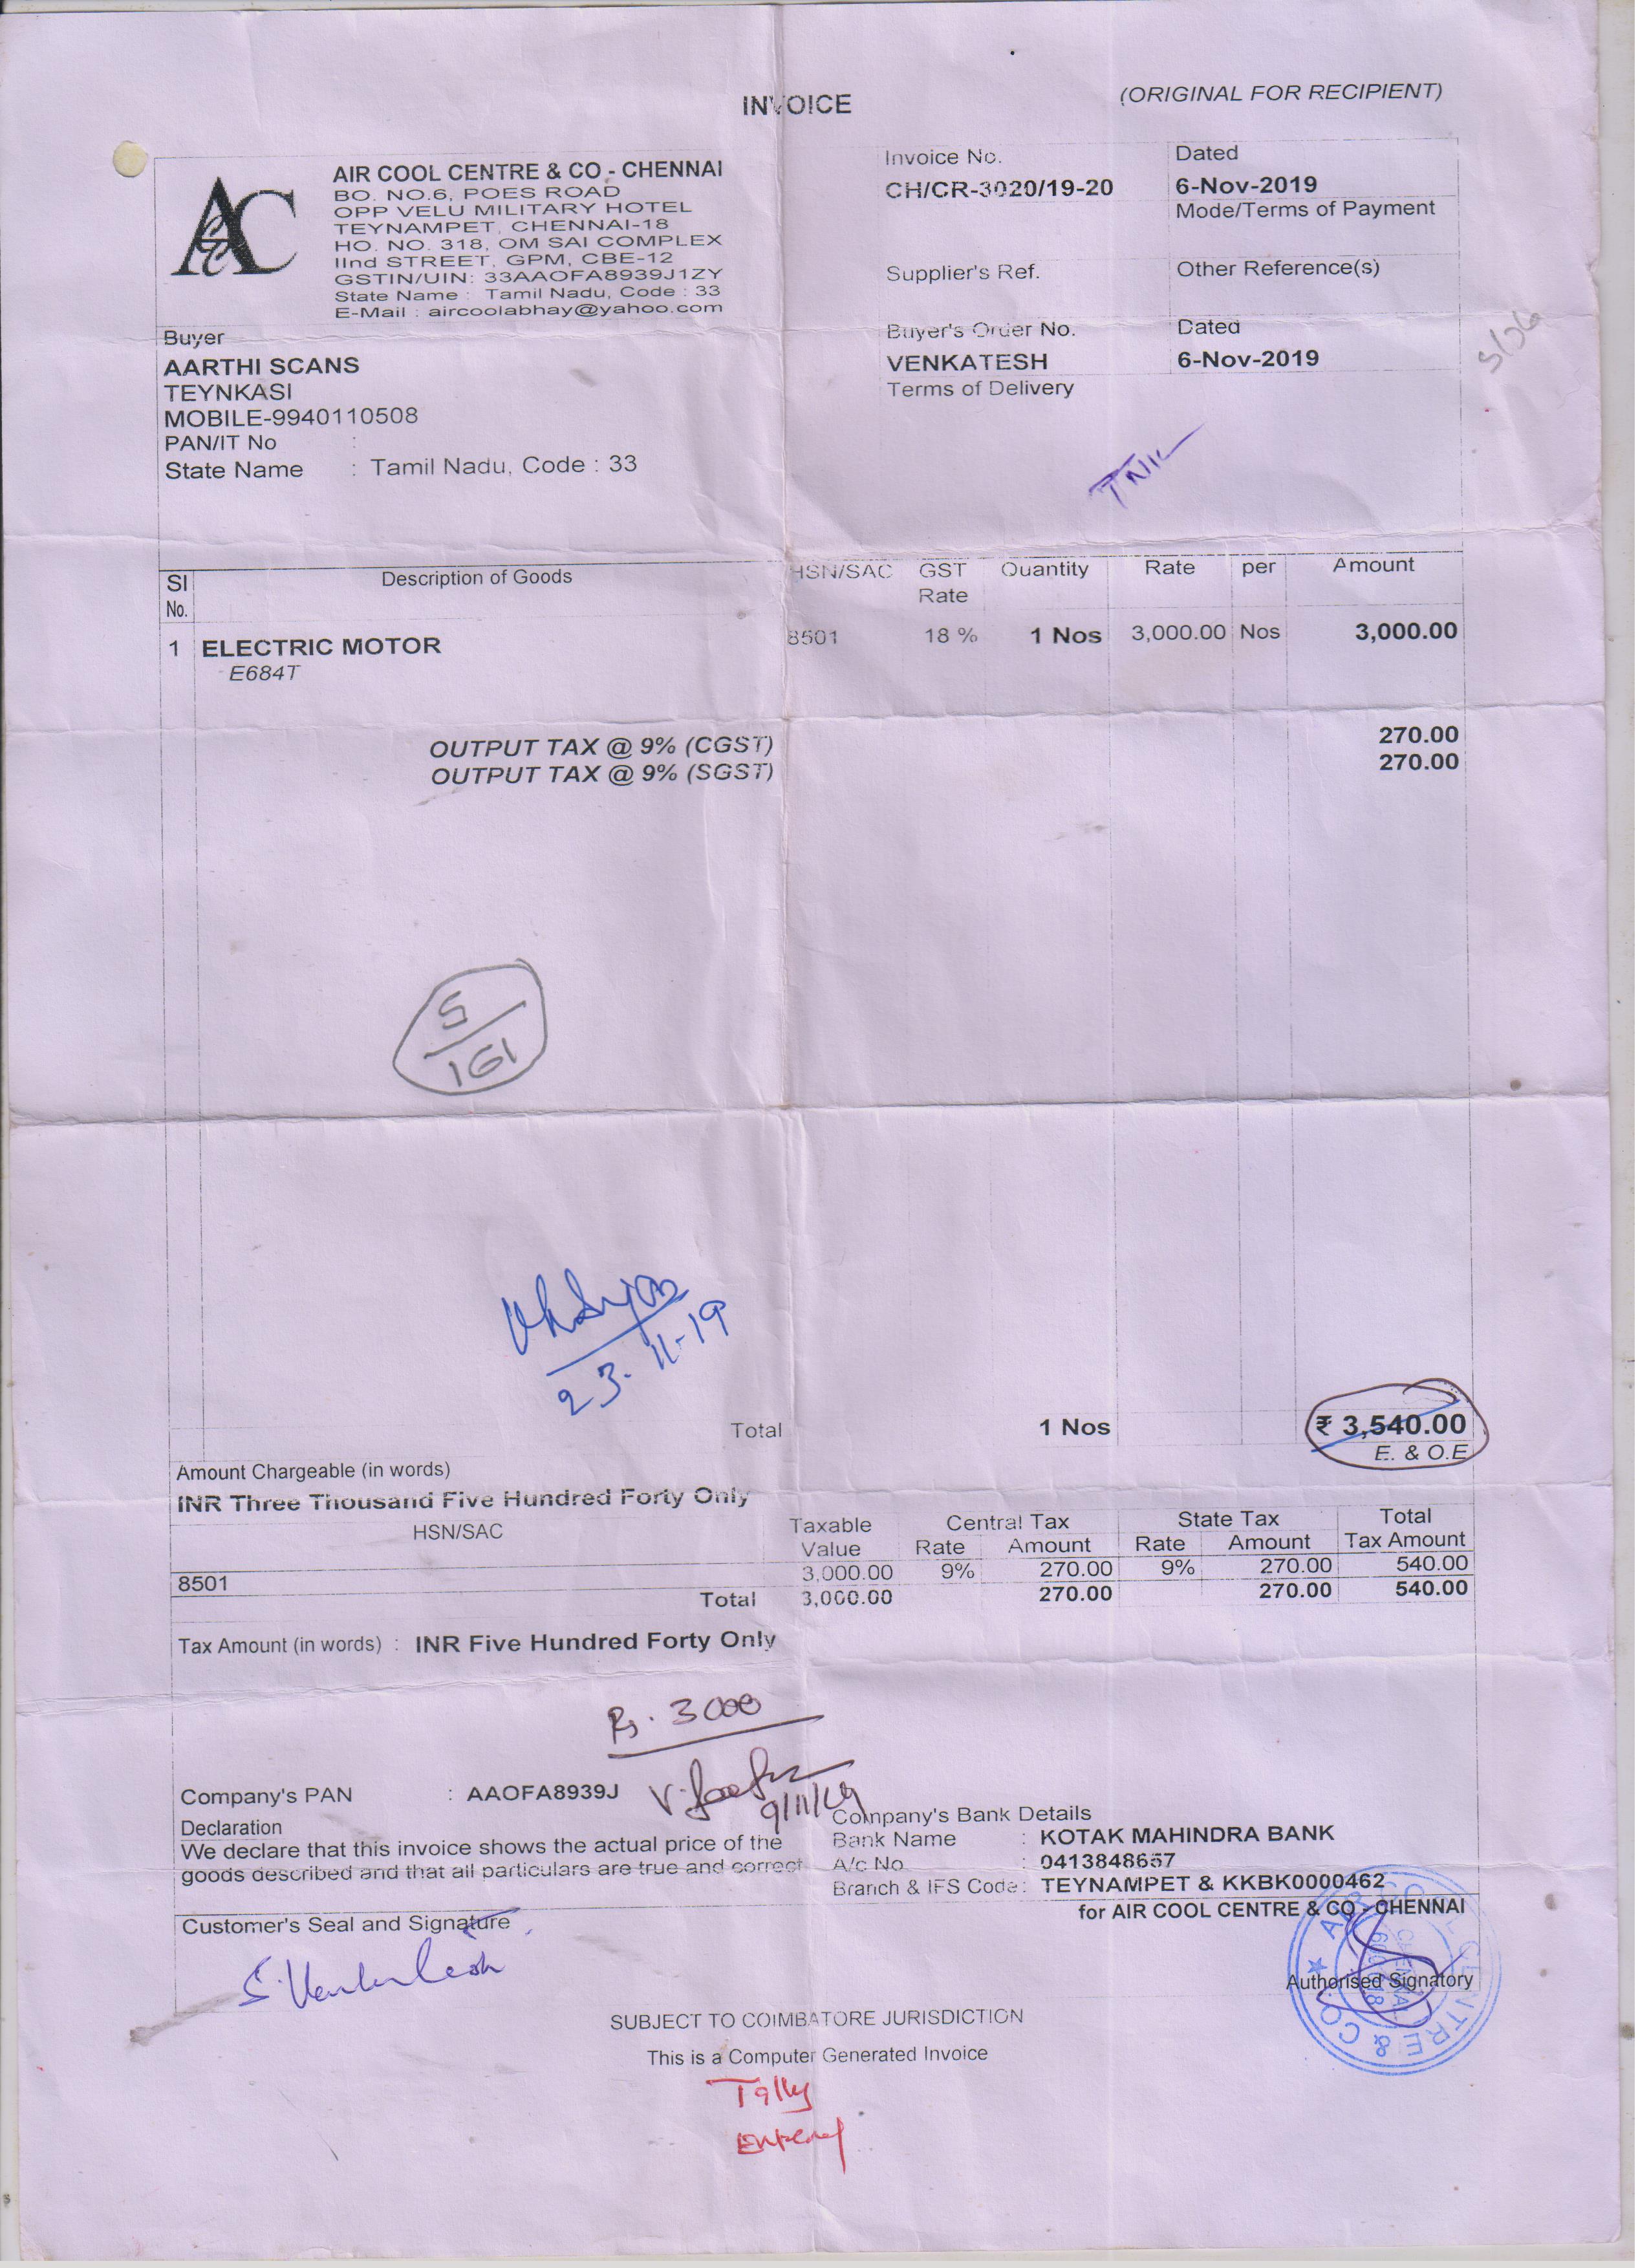 INVOICE
(ORIGINAL FOR RECIPIENT)
AIR COOL CENTRE & CO - CHENNAI
BO. NO.6, POES ROAD
OPP VELU MILITARY HOTEL
TEYNAMPET, CHENNAI-18
HO. NO. 318, OM SAI COMPLEX
IInd STREET, GPM, CBE-12
GSTIN/UIN: 33AAOFA8939J1ZY
State Name : Tamil Nadu, Code : 33
E-Mail : aircoolabhay@yahoo.com
Invoice No. Dated
CH/CR-3020/19-20 6-Nov-2019
Mode/Terms of Payment
Supplier's Ref. Other Reference(s)
Buyer's Order No. Dated
VENKATESH 6-Nov-2019
Terms of Delivery
Buyer
AARTHI SCANS
TEYNKASI
MOBILE-9940110508
PAN/IT No :
State Name : Tamil Nadu, Code : 33
Sl Description of Goods HSN/SAC GST Quantity Rate per Amount
No. Rate
1 ELECTRIC MOTOR 8501 18 % 1 Nos 3,000.00 Nos 3,000.00
E684T
OUTPUT TAX @ 9% (CGST) 270.00
OUTPUT TAX @ 9% (SGST) 270.00
5
161
23.11-19
Total 1 Nos ₹ 3,540.00
E. & O.E
Amount Chargeable (in words)
INR Three Thousand Five Hundred Forty Only
HSN/SAC Taxable Central Tax State Tax Total
Value Rate Amount Rate Amount Tax Amount
8501 3,000.00 9% 270.00 9% 270.00 540.00
Total 3,000.00 270.00 270.00 540.00
Tax Amount (in words) : INR Five Hundred Forty Only
Rs. 3000
9/11/19
Company's PAN : AAOFA8939J
Declaration
We declare that this invoice shows the actual price of the
goods described and that all particulars are true and correct
Company's Bank Details
Bank Name : KOTAK MAHINDRA BANK
A/c No. : 0413848657
Branch & IFS Code : TEYNAMPET & KKBK0000462
Customer's Seal and Signature
S. Venkatesh
for AIR COOL CENTRE & CO - CHENNAI
Authorised Signatory
AIR COOL CENTRE & CO.
CHENNAI
600 018
SUBJECT TO COIMBATORE JURISDICTION
This is a Computer Generated Invoice
Tally
Entered